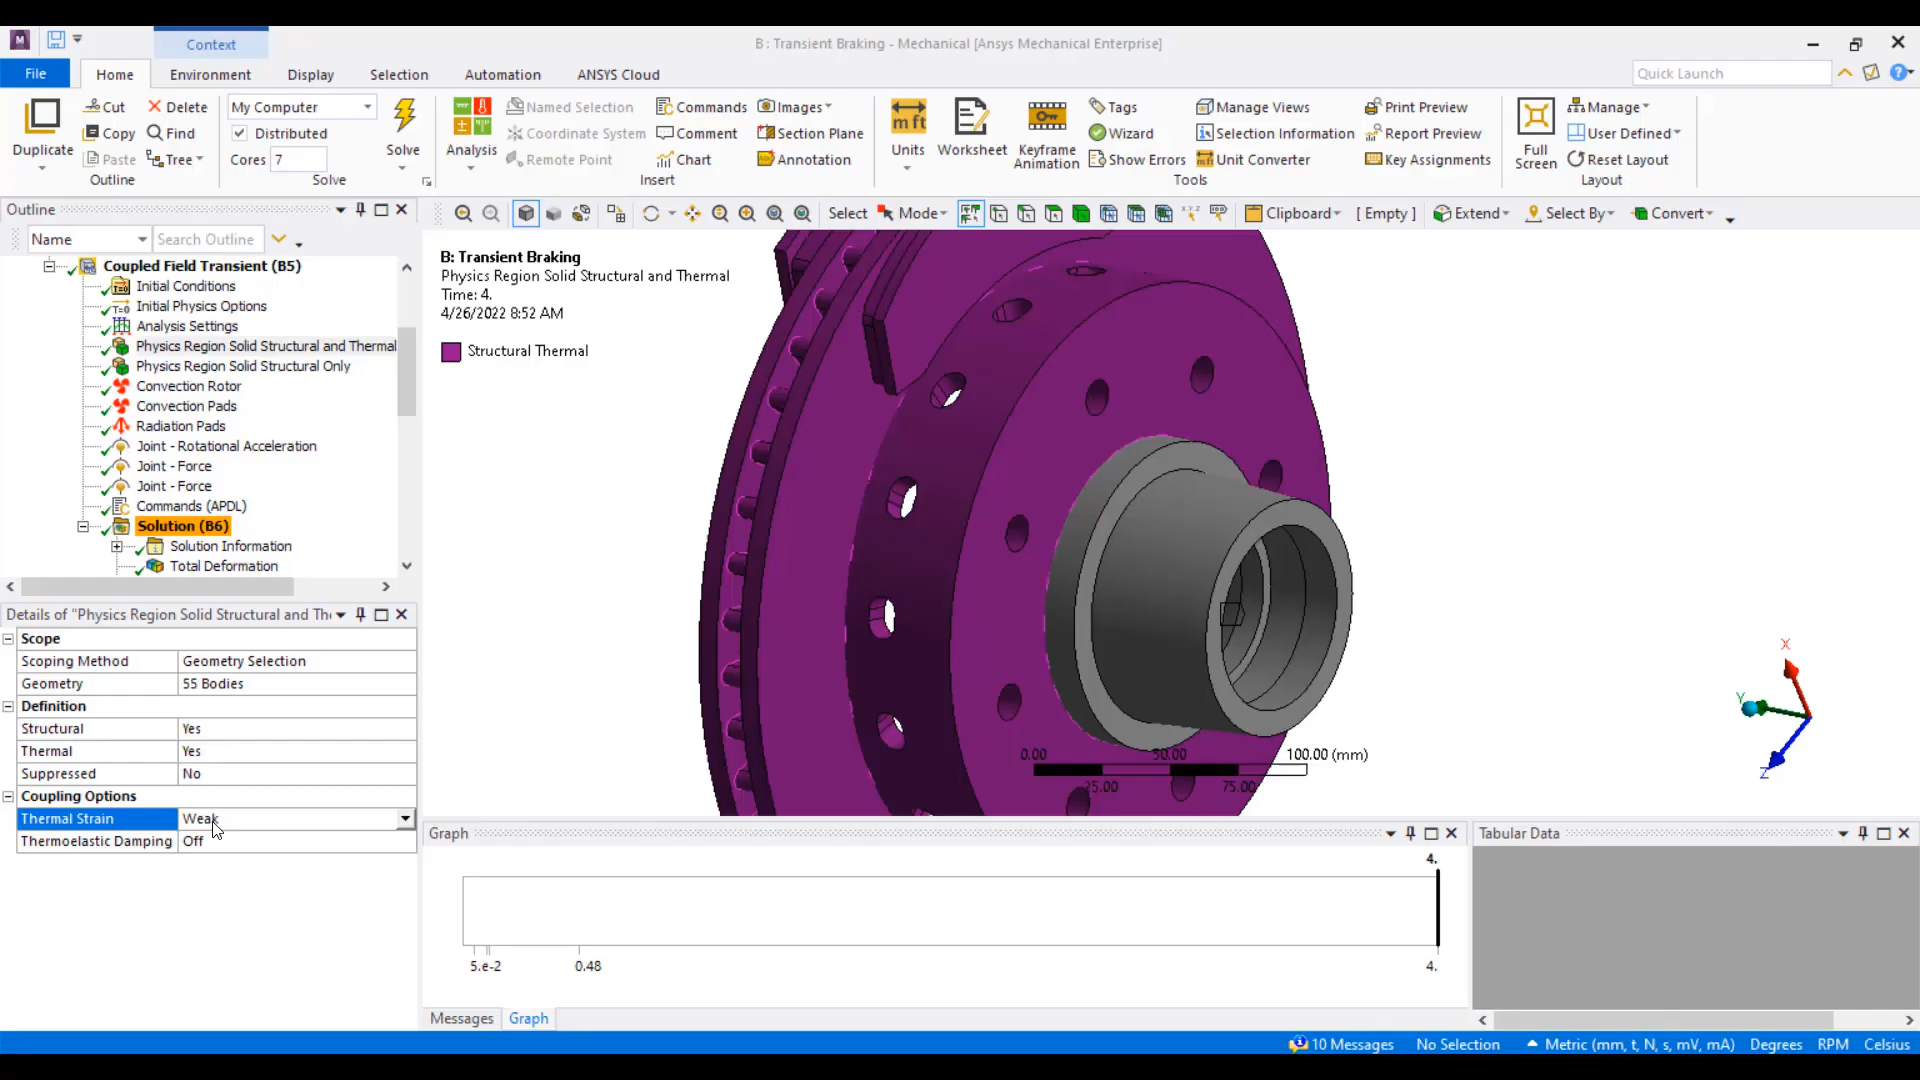 Context
B : Transient Braking - Mechanical [Ansys Mechanical Enterprise]
File
Home
Environment
Display
Selection
Automation
ANSYS Cloud
Quick Launch
Duplicate
Cut
Delete
Copy
Find
Paste
Tree
Outline
My Computer
Distributed
Cores 7
Solve
Solve
Analysis
Named Selection
Coordinate System
Remote Point
Commands
Comment
Chart
Images
Section Plane
Annotation
Insert
Units
Worksheet
Keyframe
Animation
Tags
Wizard
Show Errors
Manage Views
Selection Information
Unit Converter
Print Preview
Report Preview
Key Assignments
Tools
Full
Screen
Manage
User Defined
Reset Layout
Layout
Outline
Name
Search Outline
Select
Mode
Clipboard
[ Empty ]
Extend
Select By
Convert
Coupled Field Transient (B5)
Initial Conditions
Initial Physics Options
Analysis Settings
Physics Region Solid Structural and Thermal
Physics Region Solid Structural Only
Convection Rotor
Convection Pads
Radiation Pads
Joint - Rotational Acceleration
Joint - Force
Joint - Force
Commands (APDL)
Solution (B6)
Solution Information
Total Deformation
B: Transient Braking
Physics Region Solid Structural and Thermal
Time: 4.
4/26/2022 8:52 AM
Structural Thermal
0.00
50.00
100.00 (mm)
25.00
75.00
X
Y
Z
Details of "Physics Region Solid Structural and Th
Scope
Scoping Method Geometry Selection
Geometry 55 Bodies
Definition
Structural Yes
Thermal Yes
Suppressed No
Coupling Options
Thermal Strain Weak
Thermoelastic Damping Off
Graph
4.
5.e-2
0.48
4.
Messages
Graph
Tabular Data
10 Messages
No Selection
Metric (mm, t, N, s, mV, mA)
Degrees
RPM
Celsius